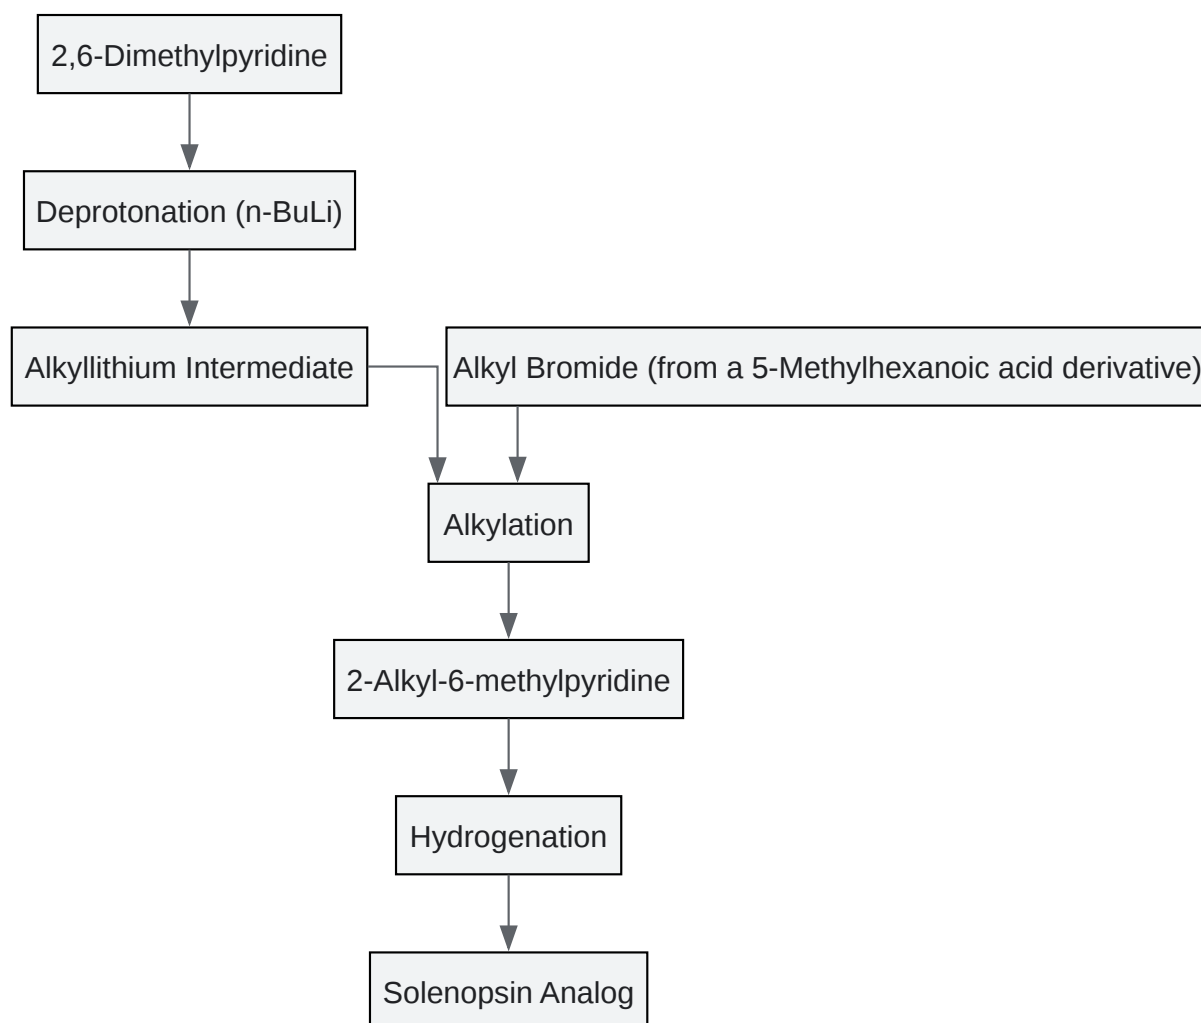 2,6-Dimethylpyridine
Deprotonation (n-BuLi)
Alkyllithium Intermediate
Alkyl Bromide (from a 5-Methylhexanoic acid derivative)
Alkylation
2-Alkyl-6-methylpyridine
Hydrogenation
Solenopsin Analog